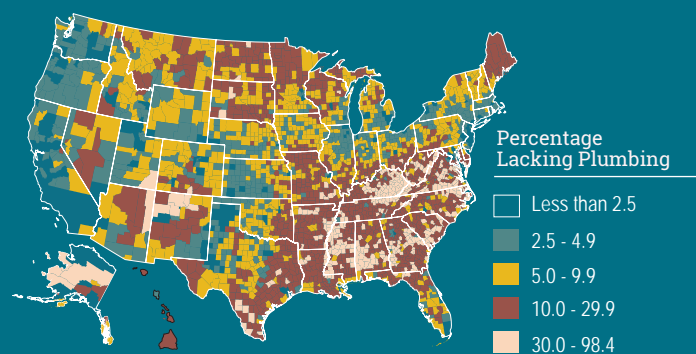 Percentage
Lacking Plumbing
Less than 2.5
2.5 - 4.9
5.0 - 9.9
10.0 - 29.9
30.0 - 98.4